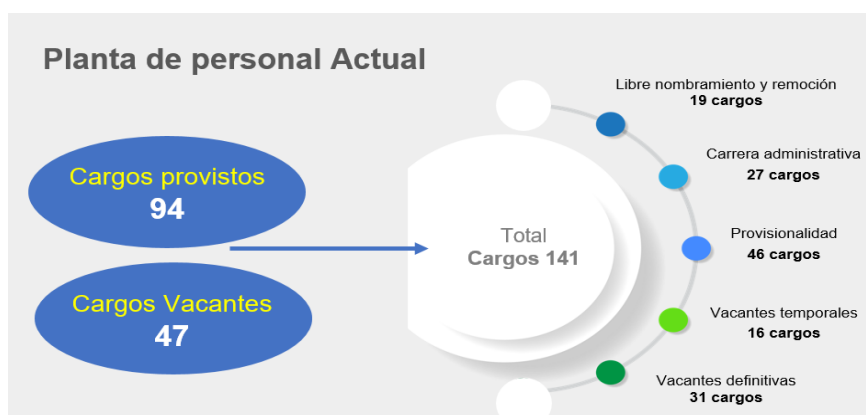 Planta de personal Actual
Cargos provistos
94
Cargos Vacantes
47
Total
Cargos 141
Libre nombramiento y remoción
19 cargos
Carrera administrativa
27 cargos
Provisionalidad
46 cargos
Vacantes temporales
16 cargos
Vacantes definitivas
31 cargos